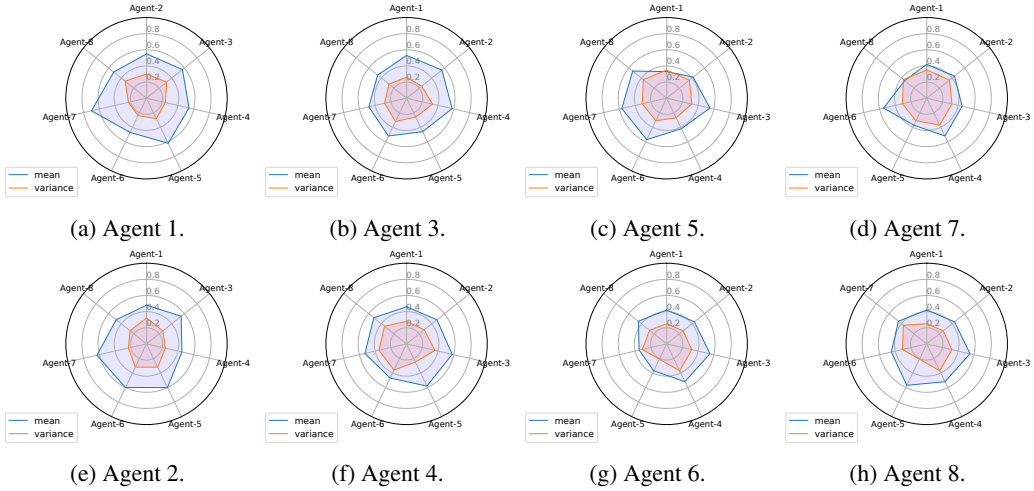 Agent-2
0.8
0.6
0.4
0.2
Agent-3
Agent-4
Agent-5
Agent-6
Agent-7
Agent-8
mean
variance
(a) Agent 1.
Agent-1
0.8
0.6
0.4
0.2
Agent-2
Agent-4
Agent-5
Agent-6
Agent-7
Agent-8
mean
variance
(b) Agent 3.
Agent-1
0.8
0.6
0.4
0.2
Agent-2
Agent-3
Agent-4
Agent-6
Agent-7
Agent-8
mean
variance
(c) Agent 5.
Agent-1
0.8
0.6
0.4
0.2
Agent-2
Agent-3
Agent-4
Agent-5
Agent-6
Agent-8
mean
variance
(d) Agent 7.
Agent-1
0.8
0.6
0.4
0.2
Agent-3
Agent-4
Agent-5
Agent-6
Agent-7
Agent-8
mean
variance
(e) Agent 2.
Agent-1
0.8
0.6
0.4
0.2
Agent-2
Agent-3
Agent-5
Agent-6
Agent-7
Agent-8
mean
variance
(f) Agent 4.
Agent-1
0.8
0.6
0.4
0.2
Agent-2
Agent-3
Agent-4
Agent-5
Agent-7
Agent-8
mean
variance
(g) Agent 6.
Agent-1
0.8
0.6
0.4
0.2
Agent-2
Agent-3
Agent-4
Agent-5
Agent-6
Agent-7
mean
variance
(h) Agent 8.